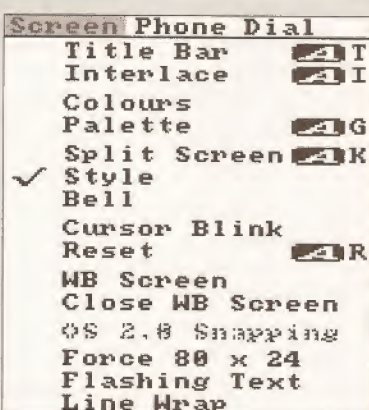 Screen Phone Dial
Title Bar T
Interlace I
Colours
Palette G
Split Screen K
Style
Bell
Cursor Blink
Reset R
WB Screen
Close WB Screen
OS 2.0 Snapping
Force 80 x 24
Flashing Text
Line Wrap